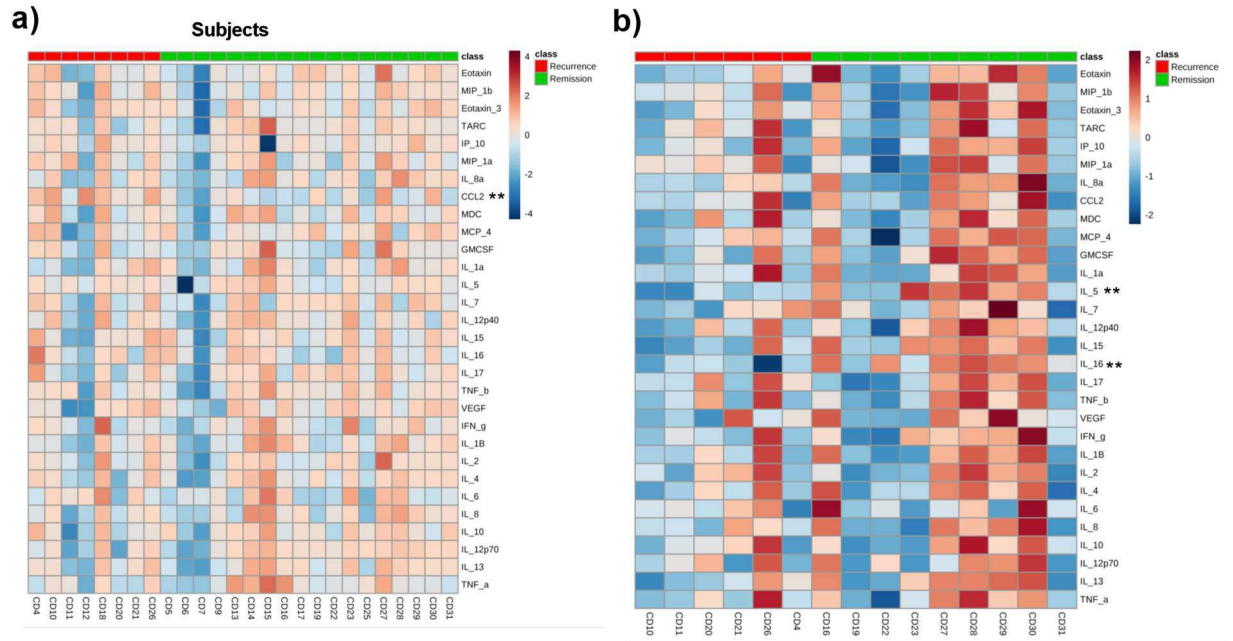 a)
Subjects
class
Eotaxin
MIP_1b
Eotaxin_3
TARC
IP_10
MIP_1a
IL_8a
CCL2 **
MDC
MCP_4
GMCSF
IL_1a
IL_5
IL_7
IL_12p40
IL_15
IL_16
IL_17
TNF_b
VEGF
IFN_g
IL_1B
IL_2
IL_4
IL_6
IL_8
IL_10
IL_12p70
IL_13
TNF_a
4
2
0
-2
-4
class
Recurrence
Remission
CD4 CD10 CD11 CD12 CD18 CD20 CD21 CD26 CD5 CD6 CD7 CD9 CD13 CD14 CD15 CD16 CD17 CD19 CD22 CD23 CD25 CD27 CD28 CD29 CD30 CD31
b)
class
Eotaxin
MIP_1b
Eotaxin_3
TARC
IP_10
MIP_1a
IL_8a
CCL2
MDC
MCP_4
GMCSF
IL_1a
IL_5 **
IL_7
IL_12p40
IL_15
IL_16 **
IL_17
TNF_b
VEGF
IFN_g
IL_1B
IL_2
IL_4
IL_6
IL_8
IL_10
IL_12p70
IL_13
TNF_a
2
1
0
-1
-2
class
Recurrence
Remission
CD10 CD11 CD20 CD21 CD26 CD4 CD16 CD19 CD22 CD23 CD27 CD28 CD29 CD30 CD31